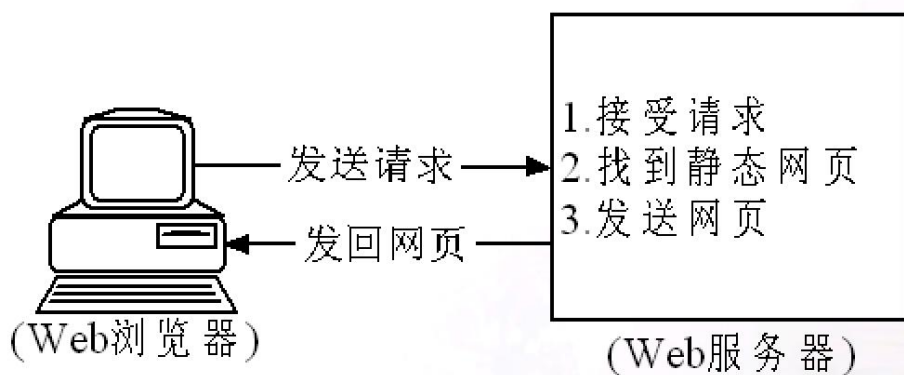 发送请求
发回网页
(Web浏览器)
1.接受请求
2.找到静态网页
3.发送网页
(Web服务器)